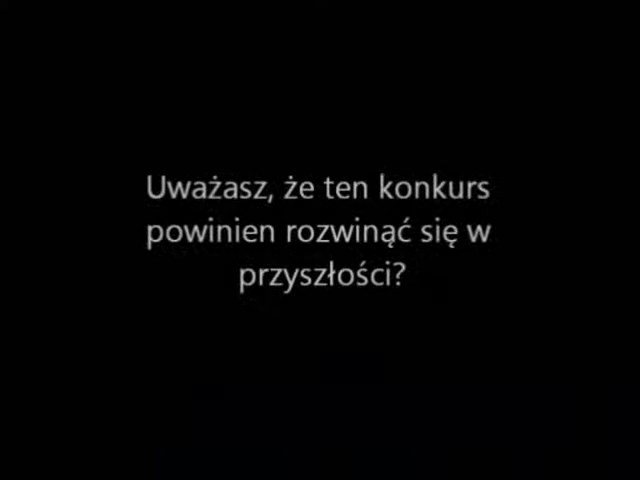 Uważasz, że ten konkurs
powinien rozwinąć się w
przyszłości?